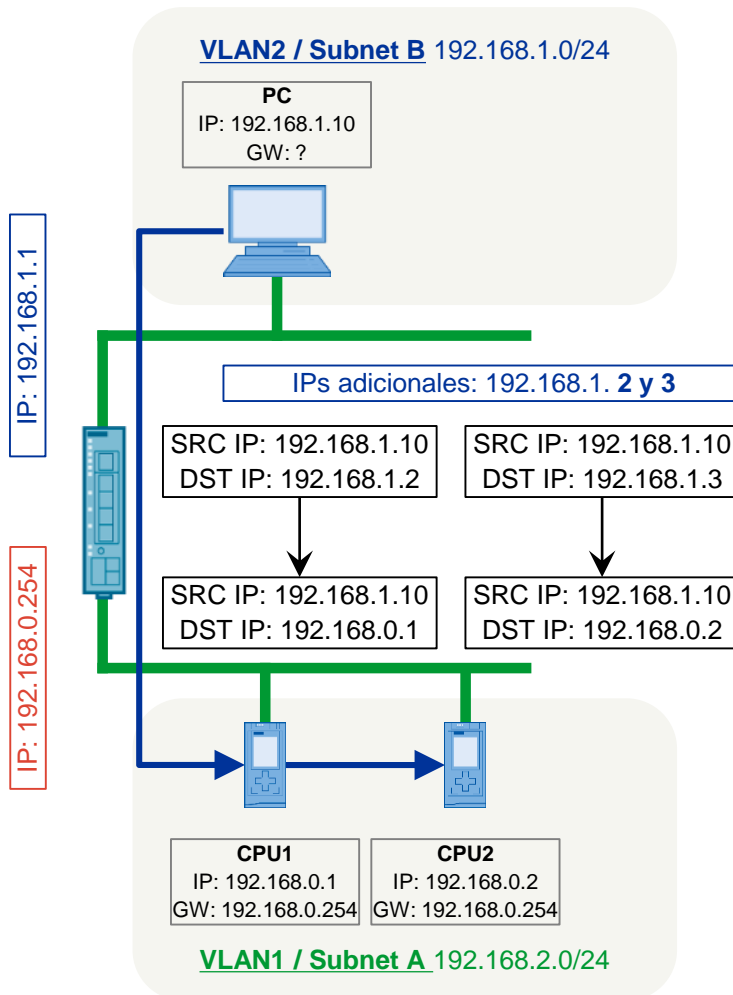 VLAN2 / Subnet B 192.168.1.0/24
PC
IP: 192.168.1.10
GW: ?
IP: 192.168.1.1
IPs adicionales: 192.168.1. 2 y 3
SRC IP: 192.168.1.10
DST IP: 192.168.1.2
SRC IP: 192.168.1.10
DST IP: 192.168.1.3
IP: 192.168.0.254
SRC IP: 192.168.1.10
DST IP: 192.168.0.1
SRC IP: 192.168.1.10
DST IP: 192.168.0.2
CPU1
IP: 192.168.0.1
GW: 192.168.0.254
CPU2
IP: 192.168.0.2
GW: 192.168.0.254
VLAN1 / Subnet A 192.168.2.0/24